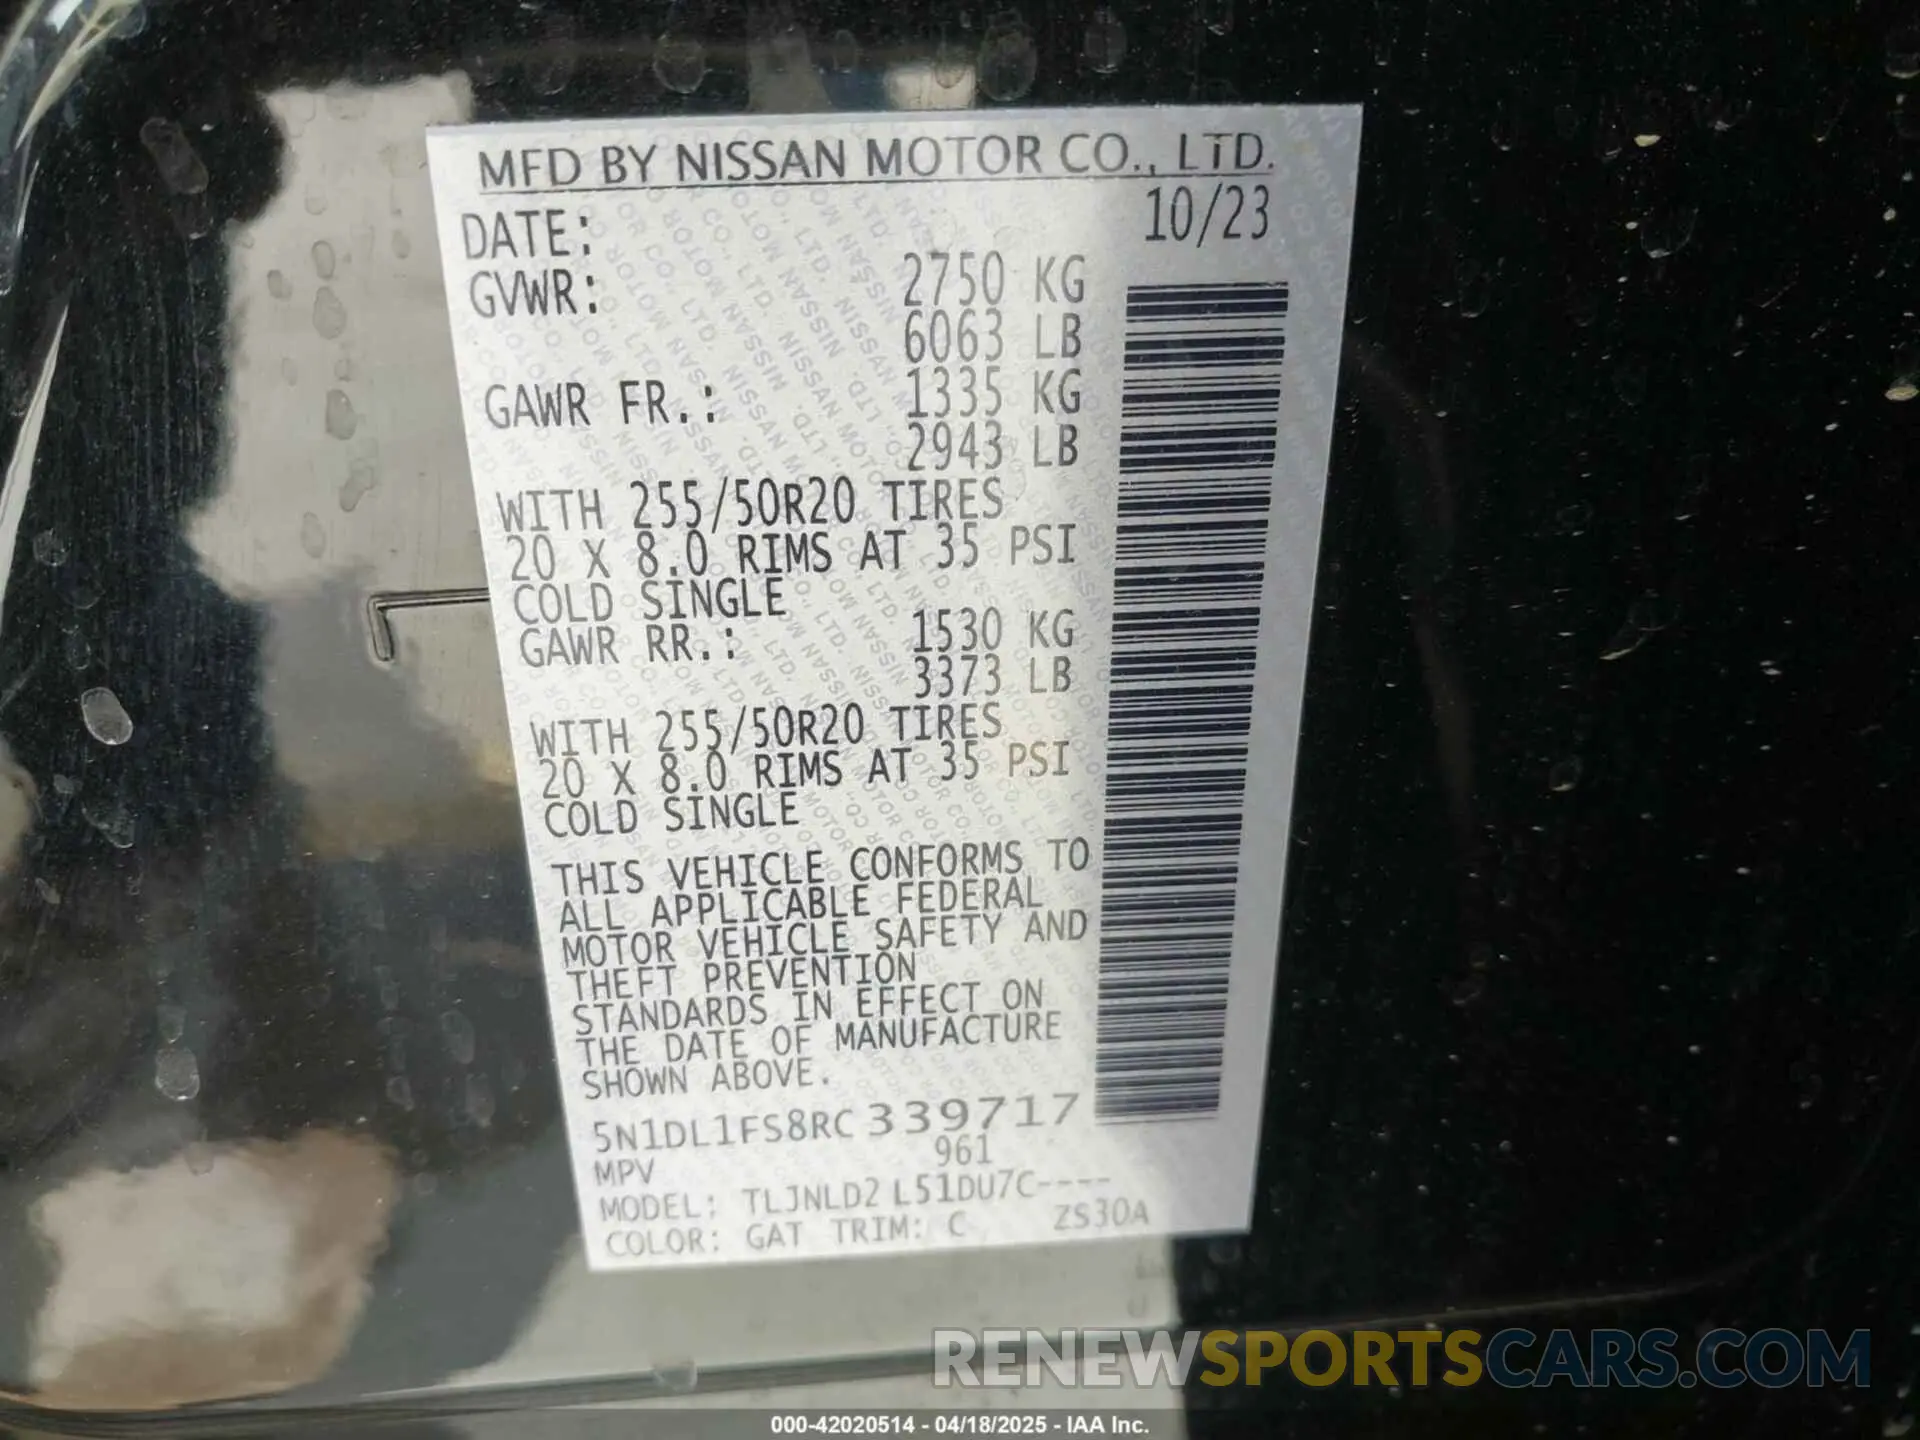 MFD BY NISSAN MOTOR CO., LTD.
DATE: 10/23
GVWR: 2750 KG
6063 LB
GAWR FR.: 1335 KG
2943 LB
WITH 255/50R20 TIRES
20 X 8.0 RIMS AT 35 PSI
COLD SINGLE
GAWR RR.: 1530 KG
3373 LB
WITH 255/50R20 TIRES
20 X 8.0 RIMS AT 35 PSI
COLD SINGLE
THIS VEHICLE CONFORMS TO
ALL APPLICABLE FEDERAL
MOTOR VEHICLE SAFETY AND
THEFT PREVENTION
STANDARDS IN EFFECT ON
THE DATE OF MANUFACTURE
SHOWN ABOVE.
5N1DL1FS8RC339717
MPV 961
MODEL: TLJNLD2 L51DU7C----
COLOR: GAT TRIM: C ZS30A
RENEWSPORTSCARS.COM
000-42020514 - 04/18/2025 - IAA Inc.